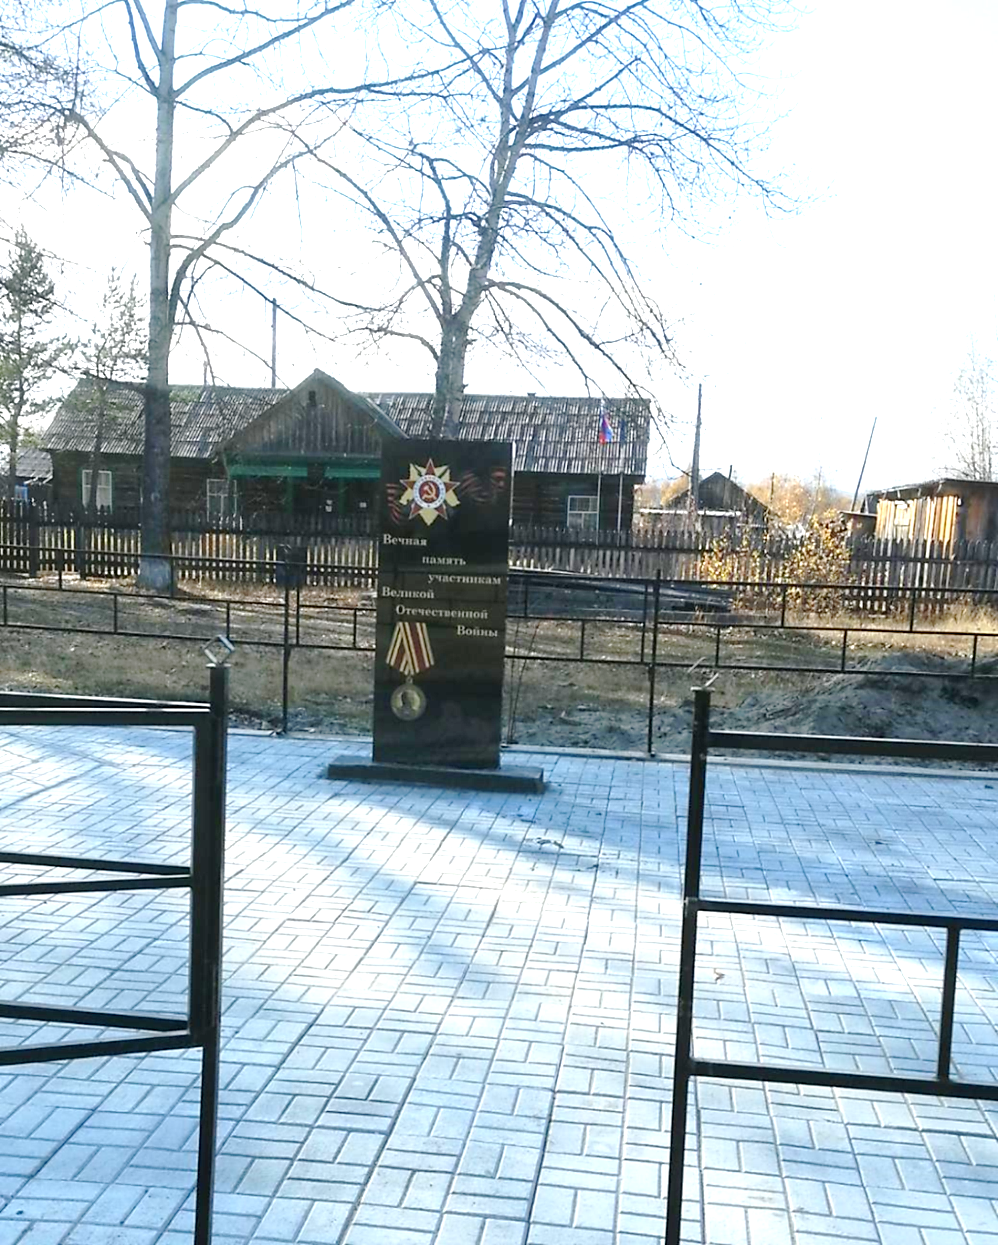 Вечная
память
участникам
Великой
Отечественной
Войны